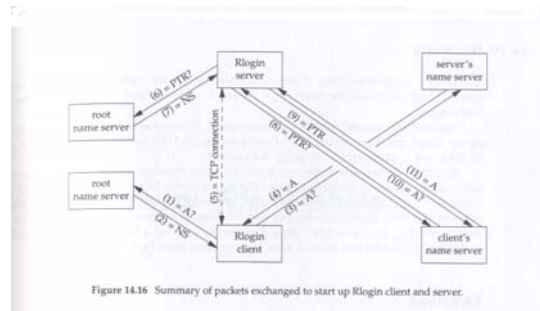 Rlogin
server
server's
name server
(6) = PTR?
(7) = NS
root
name server
(5) = TCP connection
(9) = PTR
(8) = PTR?
root
name server
(1) = A?
(2) = NS
(4) = A
(3) = A?
(11) = A
(10) = A?
Rlogin
client
client's
name server
Figure 14.16 Summary of packets exchanged to start up Rlogin client and server.